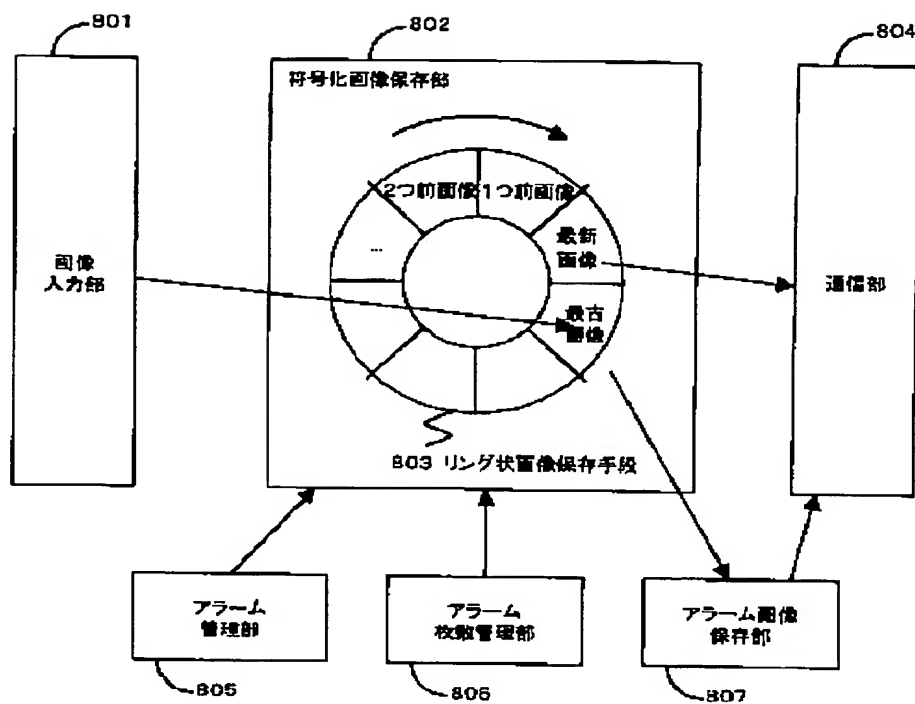 801
802
804
符号化画像保存部
2つ前画像
1つ前画像
最新
画像
...
画像
入力部
通信部
最古
画像
803 リング状画像保存手段
アラーム
管理部
アラーム
枚数管理部
アラーム画像
保存部
805
806
807